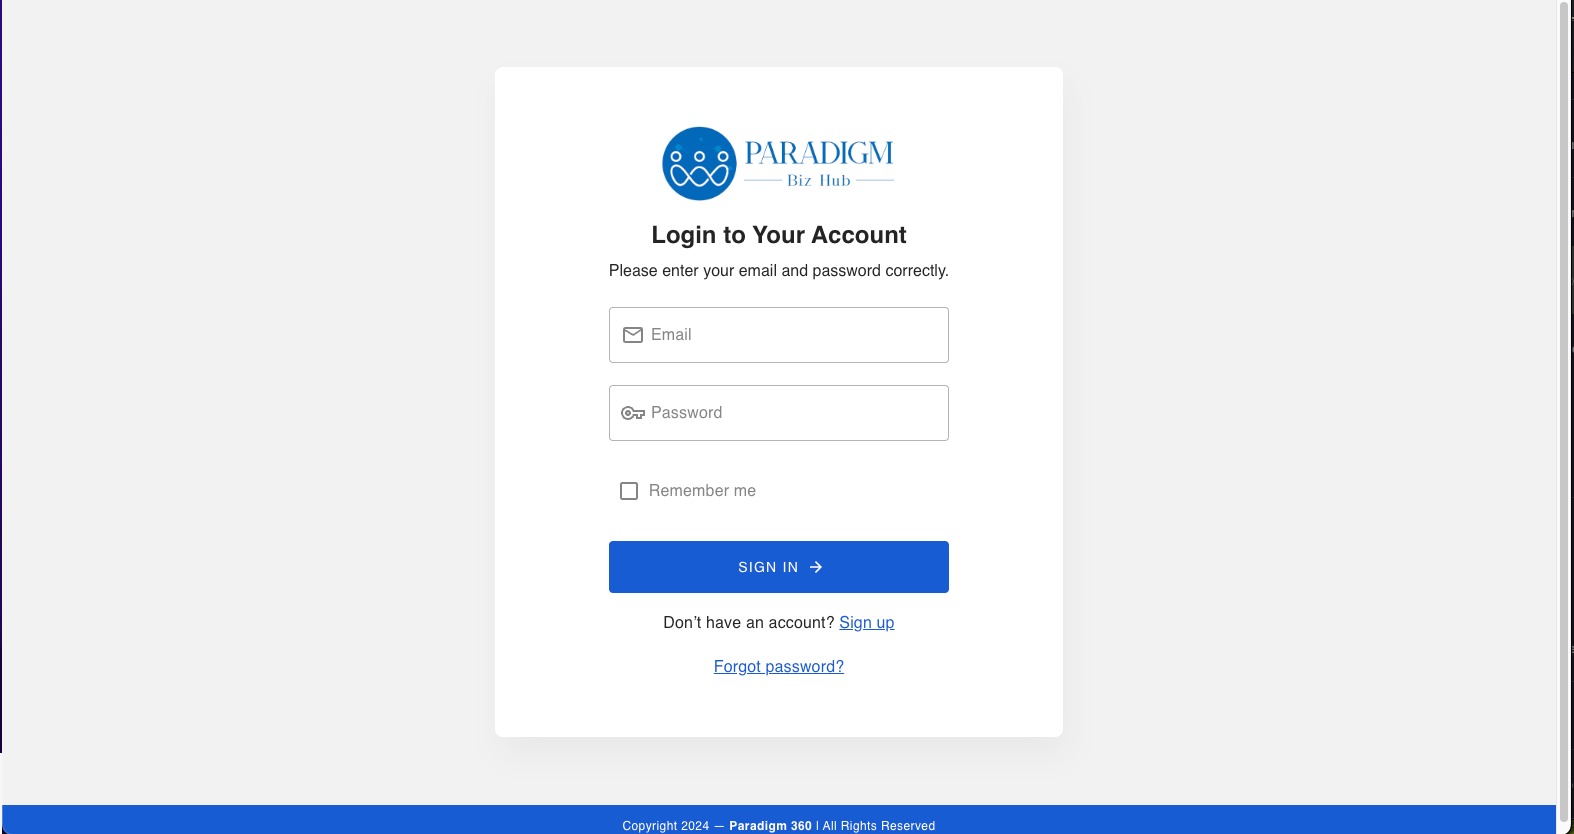 PARADIGM
Biz Hub
Login to Your Account
Please enter your email and password correctly.
Email
Password
Remember me
SIGN IN →
Don’t have an account? Sign up
Forgot password?
Copyright 2024 — Paradigm 360 | All Rights Reserved